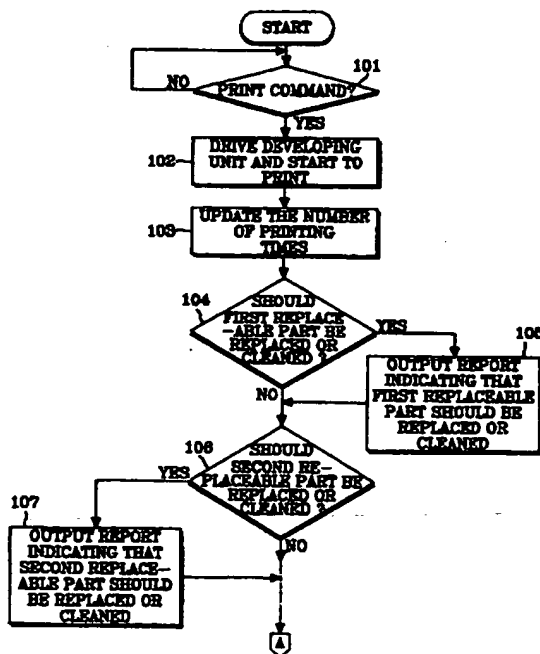 START
101
NO
PRINT COMMAND?
YES
102
DRIVE DEVELOPING
UNIT AND START TO
PRINT
103
UPDATE THE NUMBER
OF PRINTING
TIMES
104
SHOULD
FIRST REPLACE
-ABLE PART BE
REPLACED OR
CLEANED ?
YES
105
OUTPUT REPORT
INDICATING THAT
FIRST REPLACEABLE
PART SHOULD BE
REPLACED OR
CLEANED
NO
106
SHOULD
SECOND RE-
PLACEABLE PART BE
REPLACED OR
CLEANED ?
YES
107
OUTPUT REPORT
INDICATING THAT
SECOND REPLACE-
ABLE PART SHOULD
BE REPLACED OR
CLEANED
NO
A